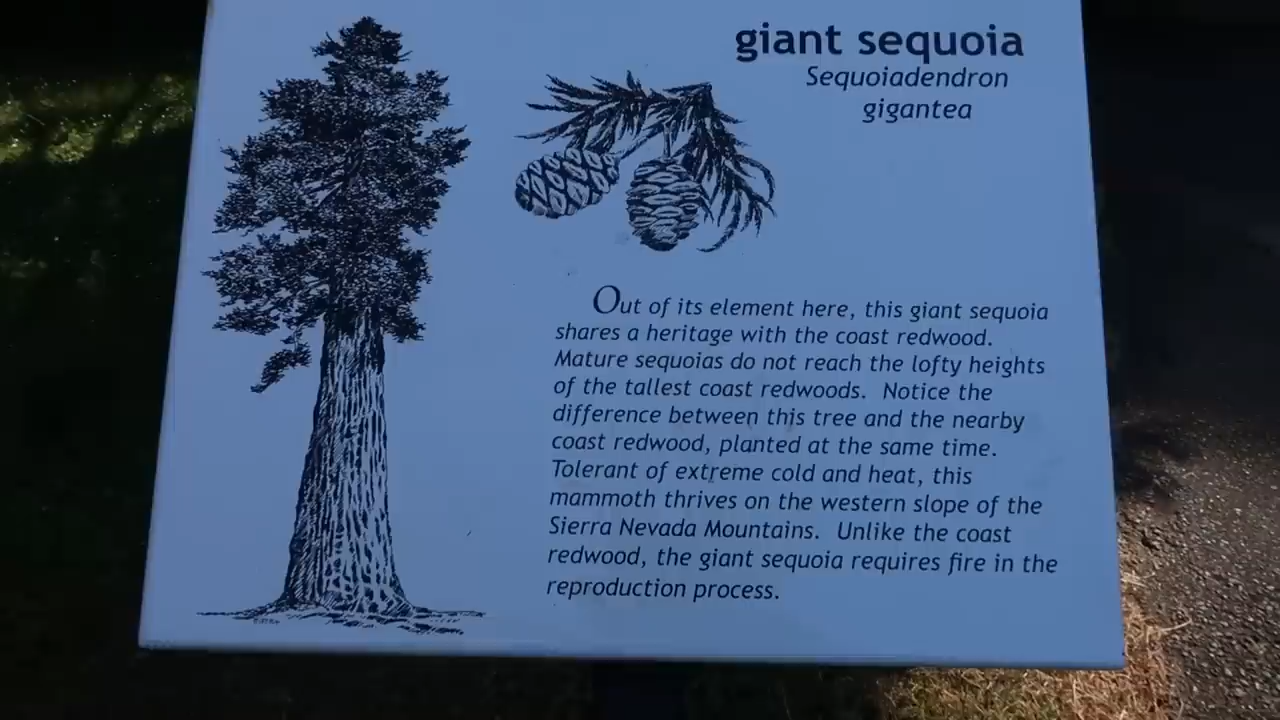 giant sequoia
Sequoiadendron
gigantea
Out of its element here, this giant sequoia
shares a heritage with the coast redwood.
Mature sequoias do not reach the lofty heights
of the tallest coast redwoods.  Notice the
difference between this tree and the nearby
coast redwood, planted at the same time.
Tolerant of extreme cold and heat, this
mammoth thrives on the western slope of the
Sierra Nevada Mountains.  Unlike the coast
redwood, the giant sequoia requires fire in the
reproduction process.